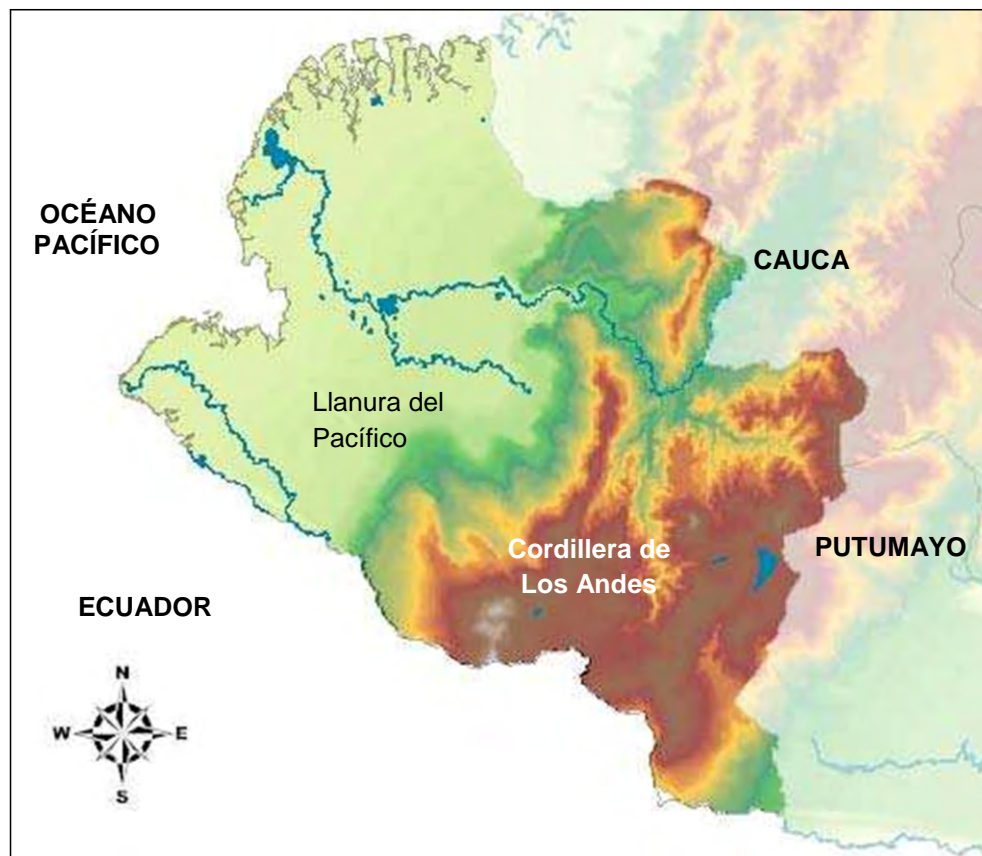 OCÉANO
PACÍFICO
CAUCA
Llanura del
Pacífico
Cordillera de
Los Andes
PUTUMAYO
ECUADOR
N
W
E
S